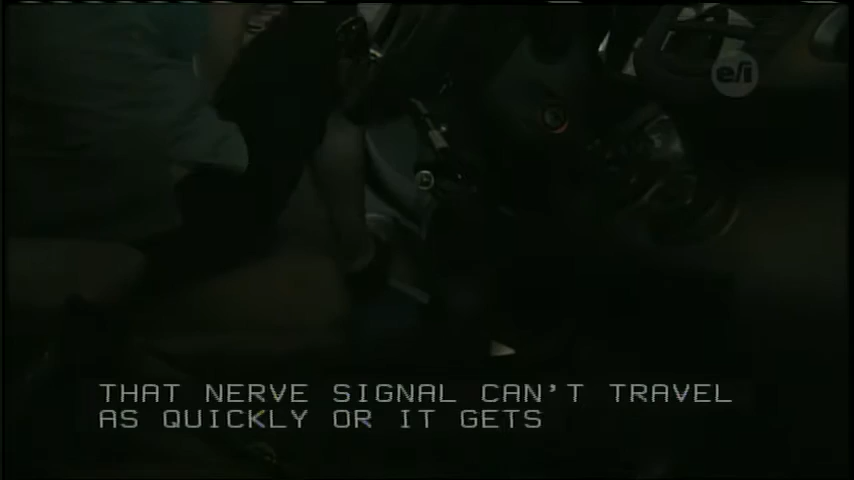 e/i
THAT NERVE SIGNAL CAN'T TRAVEL
AS QUICKLY OR IT GETS